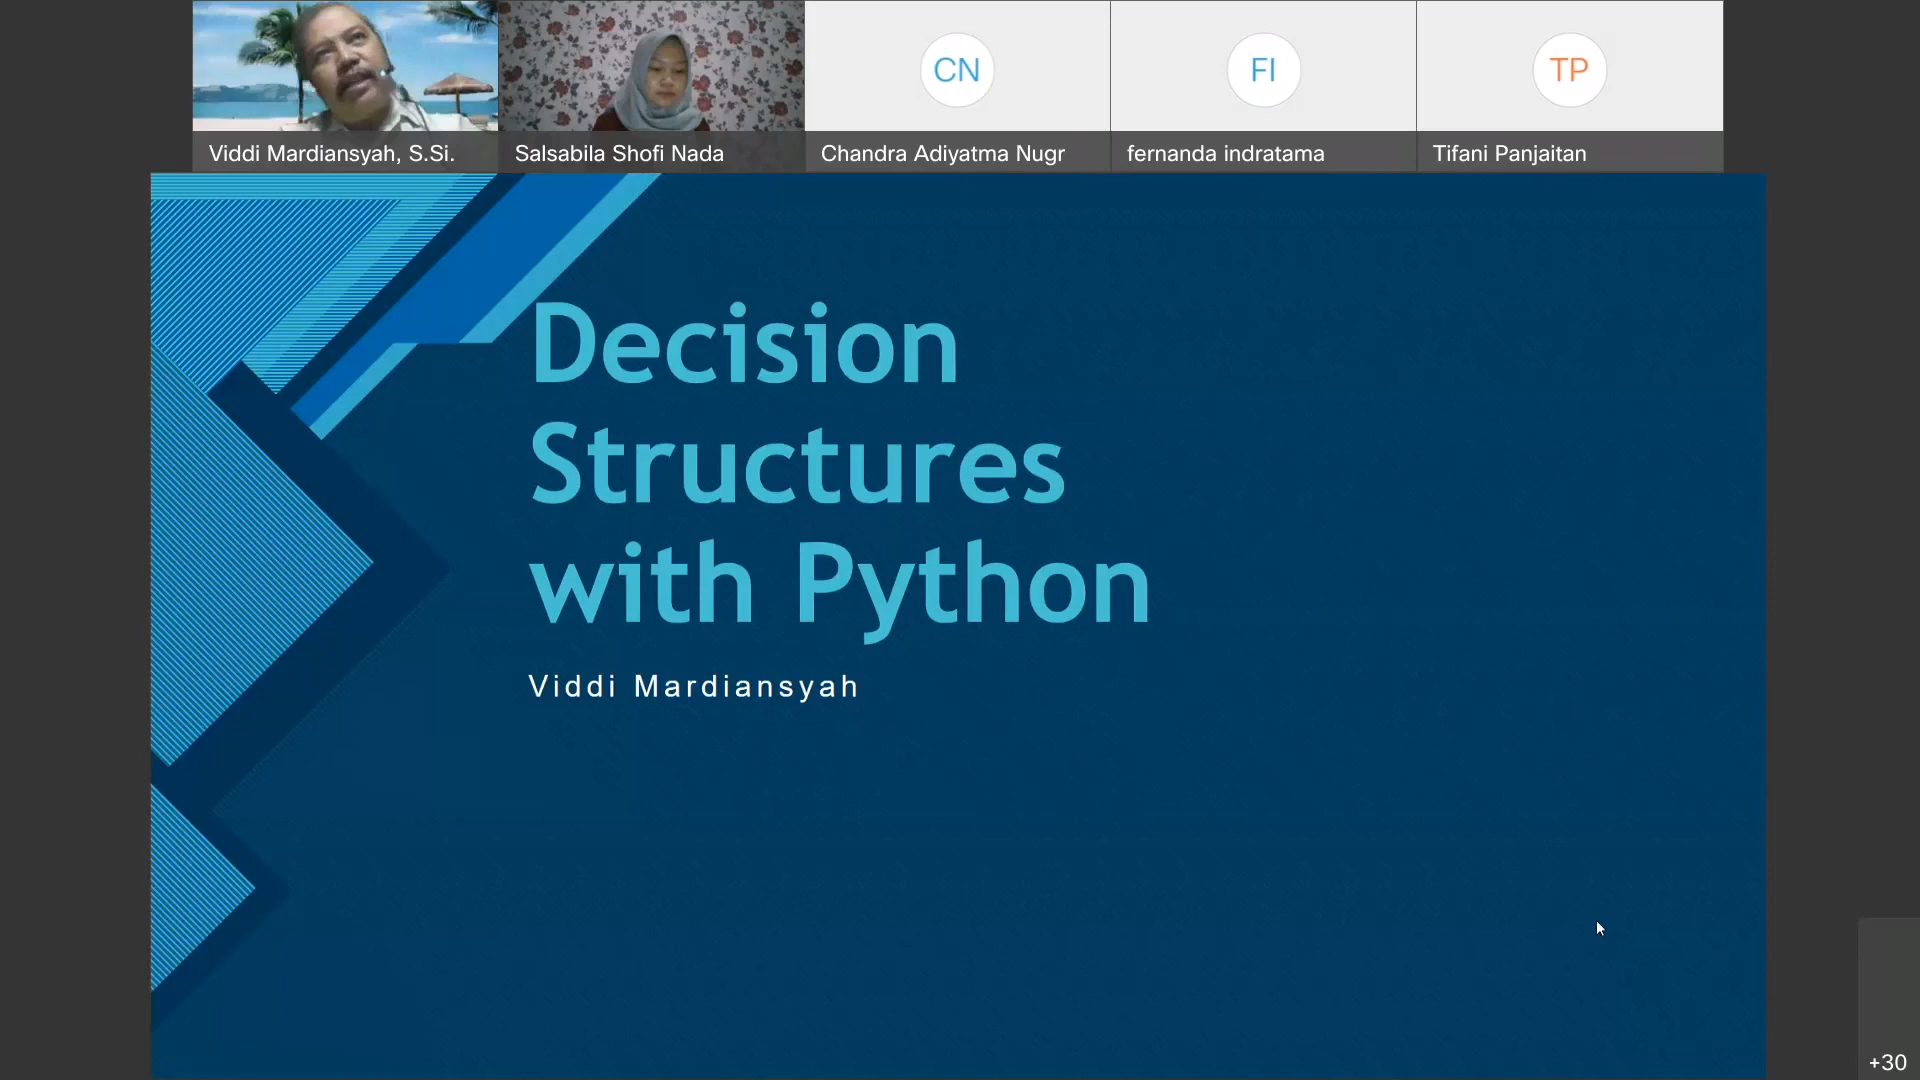 CN
FI
TP
Viddi Mardiansyah, S.Si.
Salsabila Shofi Nada
Chandra Adiyatma Nugr
fernanda indratama
Tifani Panjaitan
Decision
Structures
with Python
Viddi Mardiansyah
+30